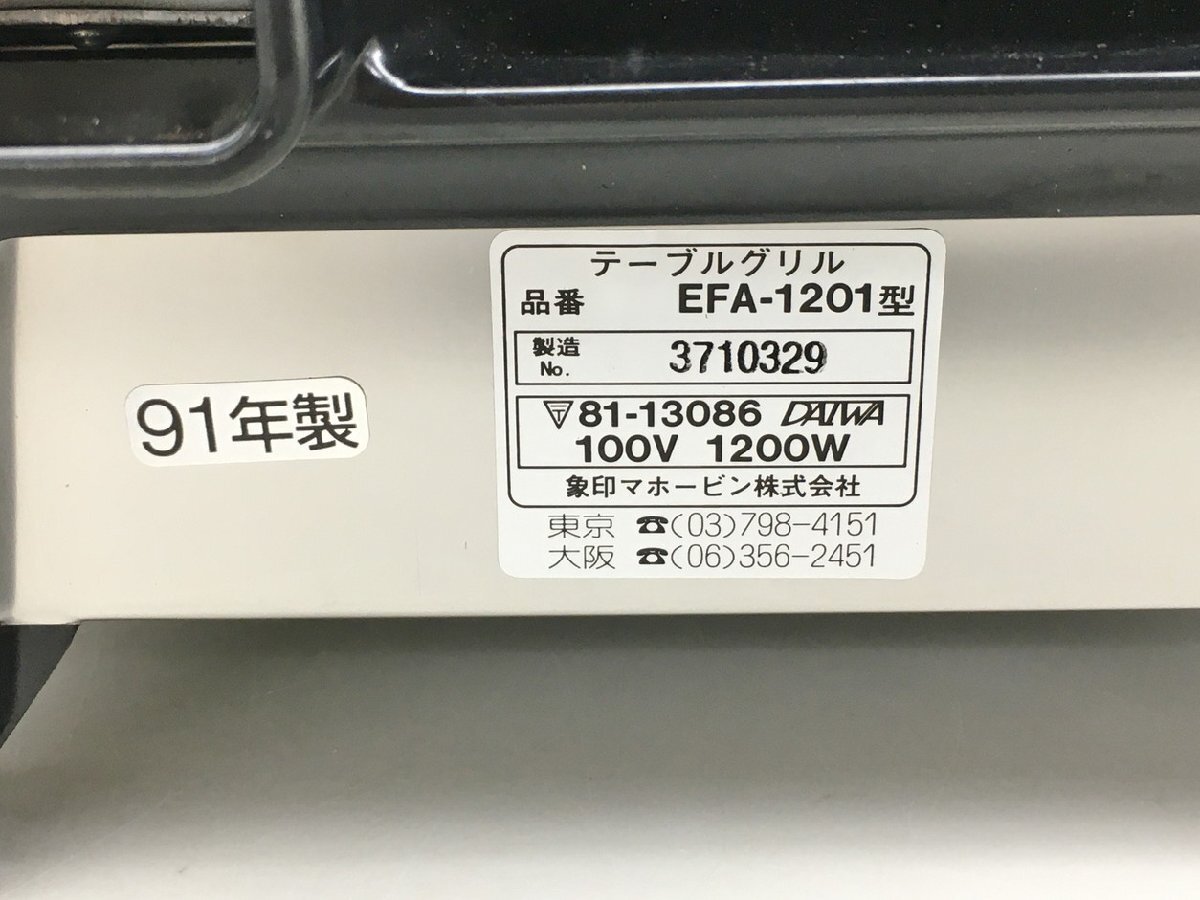 テーブルグリル
品番 EFA-1201型
製造No. 3710329
〒81-13086 DAIWA
100V 1200W
象印マホービン株式会社
東京 ☎(03)798-4151
大阪 ☎(06)356-2451
91年製